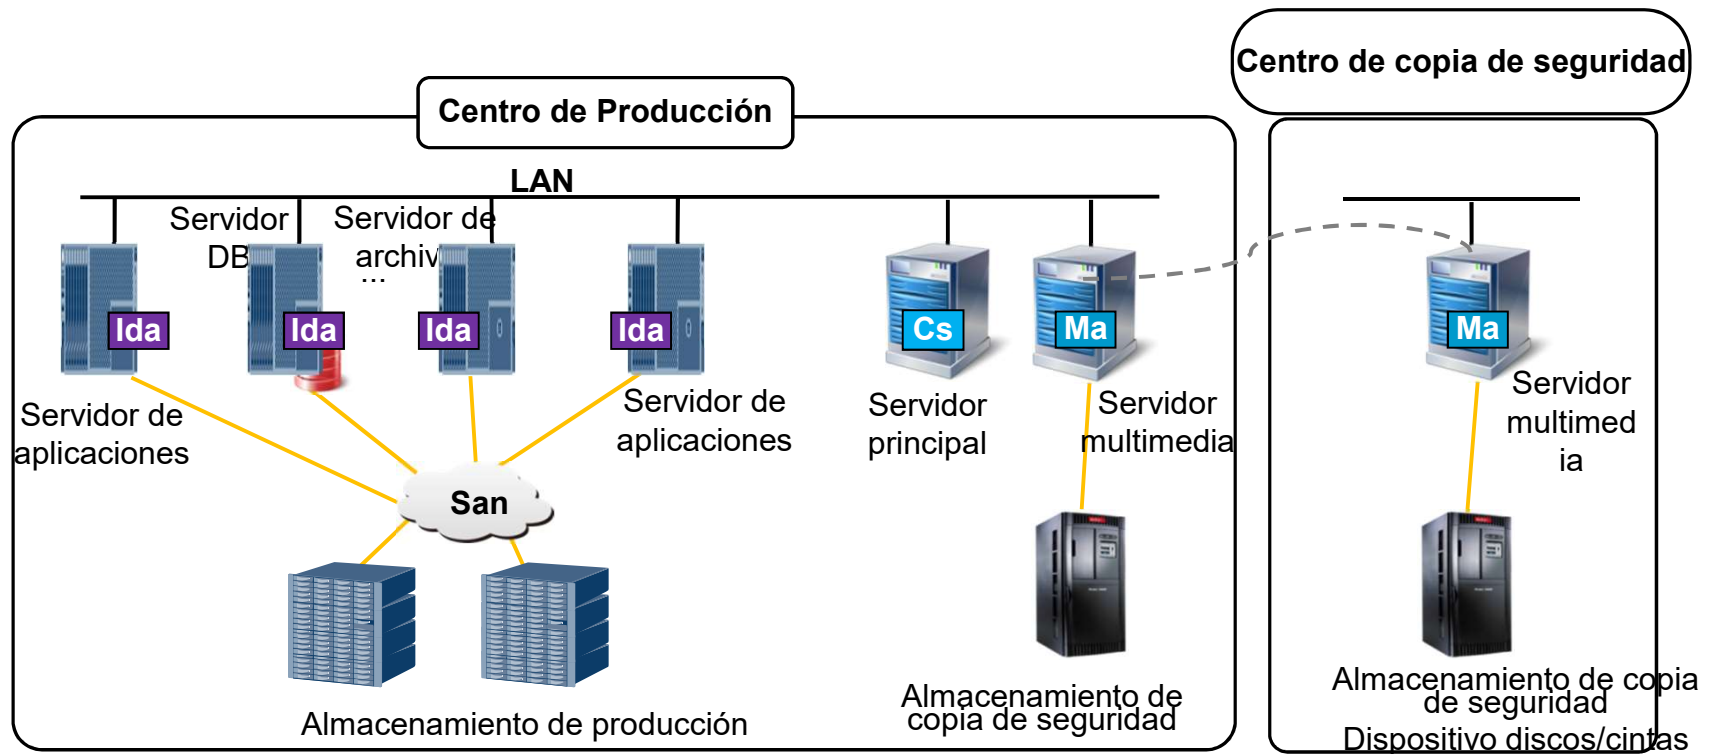 Centro de copia de seguridad
Centro de Producción
LAN
Servidor
DB
Servidor de
archiv
...
Ida
Ida
Ida
Ida
Cs
Ma
Ma
Servidor de
aplicaciones
Servidor de
aplicaciones
Servidor
principal
Servidor
multimedia
Servidor
multimed
ia
San
Almacenamiento de producción
Almacenamiento de
copia de seguridad
Almacenamiento de copia
de seguridad
Dispositivo discos/cintas